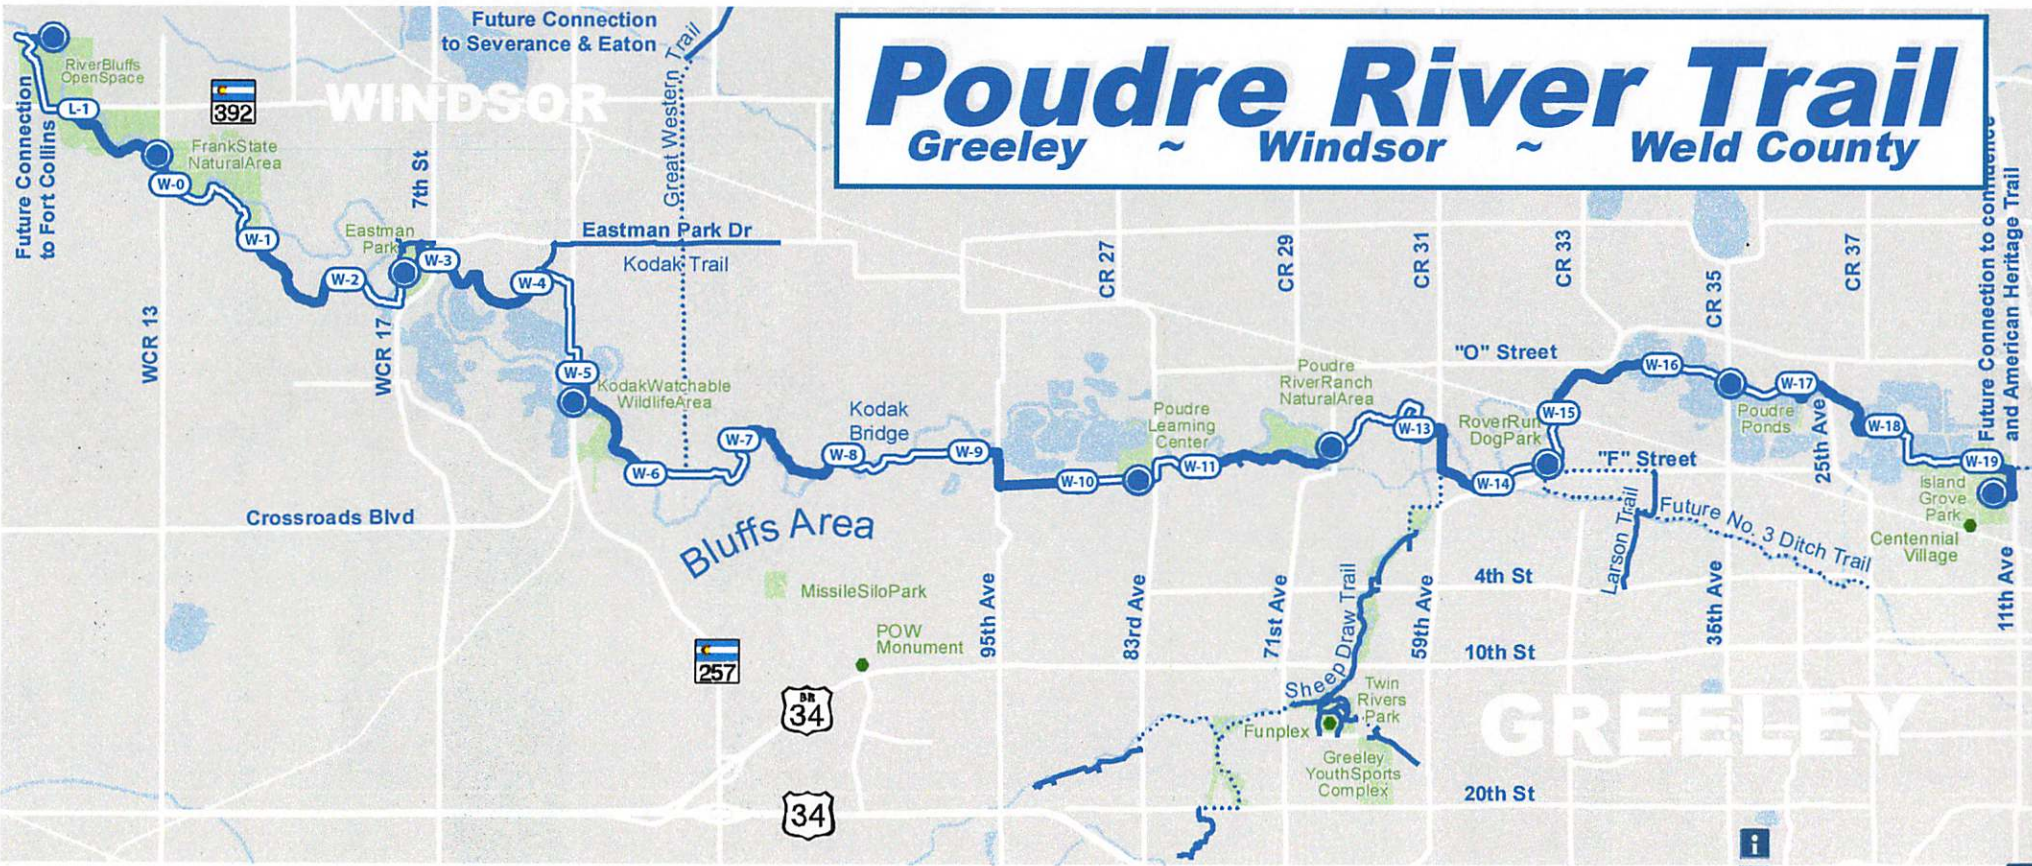 Poudre River Trail
Greeley ~ Windsor ~ Weld County
Future Connection
to Severance & Eaton
Great Western Trail
RiverBluffs
OpenSpace
392
WINDSOR
L-1
Future Connection
to Fort Collins
FrankState
NaturalArea
W-0
7th St
W-1
Eastman
Park
W-2
W-3
W-4
Eastman Park Dr
Kodak Trail
WCR 13
WCR 17
W-5
KodakWatchable
WildlifeArea
W-6
W-7
Kodak
Bridge
W-8
W-9
W-10
Poudre
Learning
Center
W-11
CR 27
CR 29
CR 31
CR 33
CR 35
CR 37
Poudre
RiverRanch
NaturalArea
W-13
"O" Street
RoverRun
DogPark
W-14
W-15
W-16
W-17
Poudre
Ponds
25th Ave
W-18
W-19
"F" Street
Future Connection to confluence
and American Heritage Trail
Island
Grove
Park
Centennial
Village
11th Ave
Larson Trail
Future No. 3 Ditch Trail
Crossroads Blvd
Bluffs Area
MissileSiloPark
POW
Monument
257
BR
34
34
95th Ave
83rd Ave
71st Ave
Sheep Draw Trail
59th Ave
4th St
10th St
35th Ave
GREELEY
Twin
Rivers
Park
Funplex
Greeley
YouthSports
Complex
20th St
i